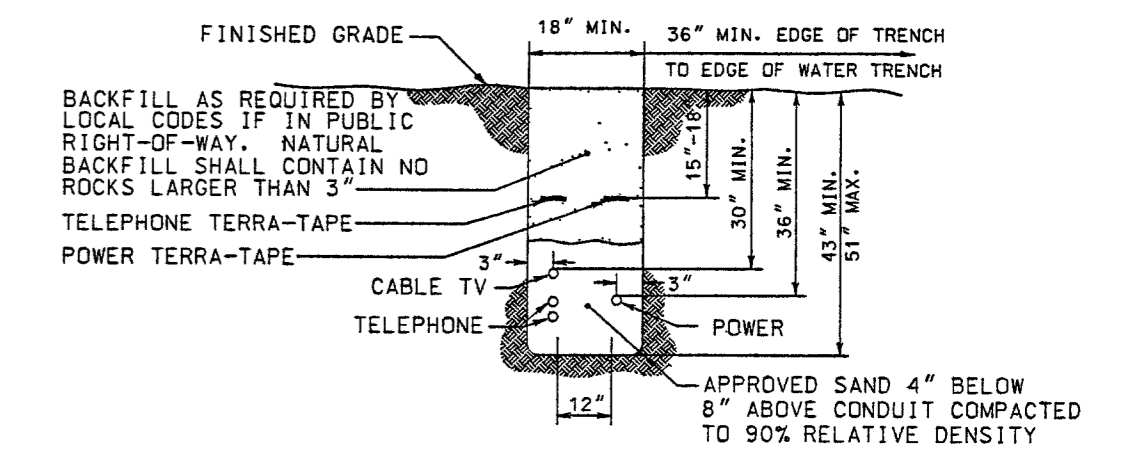 FINISHED GRADE
18" MIN.
36" MIN. EDGE OF TRENCH
TO EDGE OF WATER TRENCH
BACKFILL AS REQUIRED BY
LOCAL CODES IF IN PUBLIC
RIGHT-OF-WAY. NATURAL
BACKFILL SHALL CONTAIN NO
ROCKS LARGER THAN 3"
TELEPHONE TERRA-TAPE
POWER TERRA-TAPE
15"-18"
30" MIN.
36" MIN.
43" MIN.
51" MAX.
3"
CABLE TV
3"
TELEPHONE
POWER
12"
APPROVED SAND 4" BELOW
8" ABOVE CONDUIT COMPACTED
TO 90% RELATIVE DENSITY